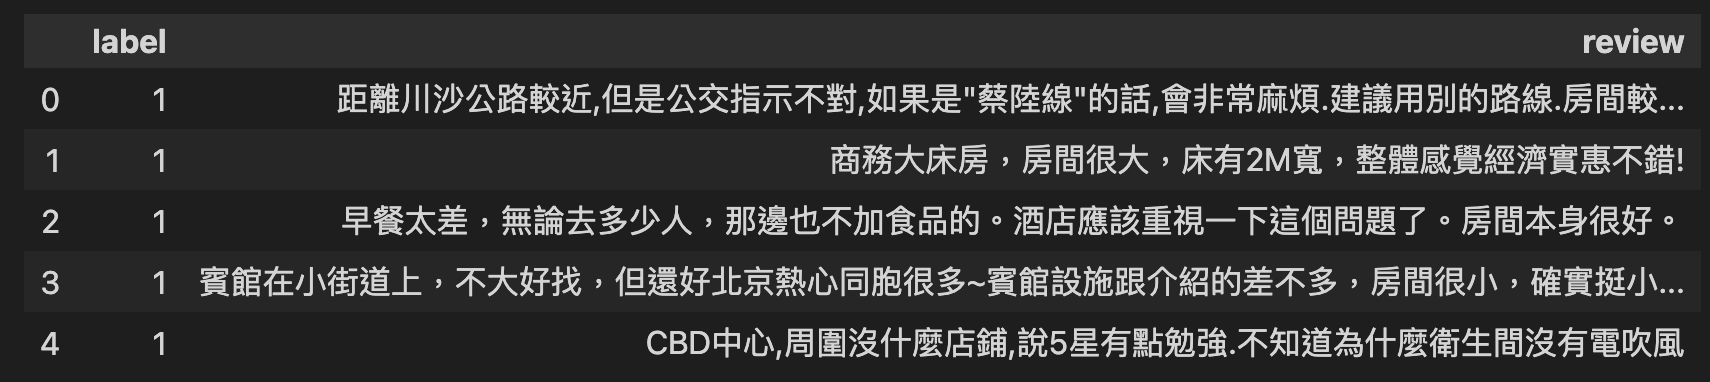 label review
0 1 距離川沙公路較近,但是公交指示不對,如果是"蔡陸線"的話,會非常麻煩.建議用別的路線.房間較...
1 1 商務大床房，房間很大，床有2M寬，整體感覺經濟實惠不錯!
2 1 早餐太差，無論去多少人，那邊也不加食品的。酒店應該重視一下這個問題了。房間本身很好。
3 1 賓館在小街道上，不大好找，但還好北京熱心同胞很多~賓館設施跟介紹的差不多，房間很小，確實挺小...
4 1 CBD中心,周圍沒什麼店鋪,說5星有點勉強.不知道為什麼衛生間沒有電吹風